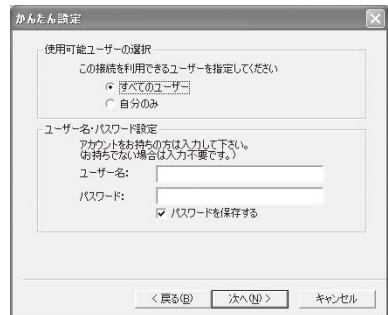 かんたん設定
使用可能ユーザーの選択
この接続を利用できるユーザーを指定してください
すべてのユーザー
自分のみ
ユーザー名・パスワード設定
アカウントをお持ちの方は入力して下さい。
(お持ちでない場合は入力不要です。)
ユーザー名:
パスワード:
パスワードを保存する
< 戻る(B)
次へ(N) >
キャンセル